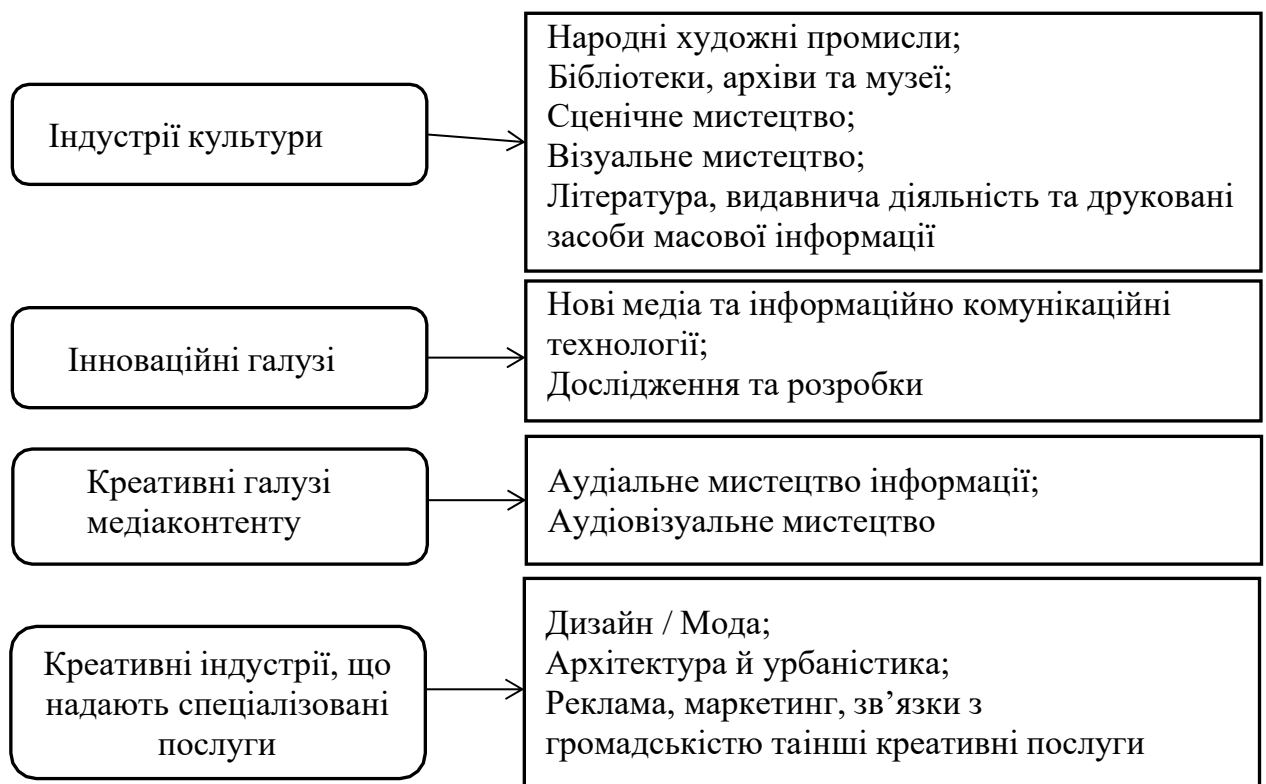 Індустрії культури
Народні художні промисли;
Бібліотеки, архіви та музеї;
Сценічне мистецтво;
Візуальне мистецтво;
Література, видавнича діяльність та друковані
засоби масової інформації
Інноваційні галузі
Нові медіа та інформаційно комунікаційні
технології;
Дослідження та розробки
Креативні галузі
медіаконтенту
Аудіальне мистецтво інформації;
Аудіовізуальне мистецтво
Креативні індустрії, що
надають спеціалізовані
послуги
Дизайн / Мода;
Архітектура й урбаністика;
Реклама, маркетинг, зв’язки з
громадськістю таінші креативні послуги